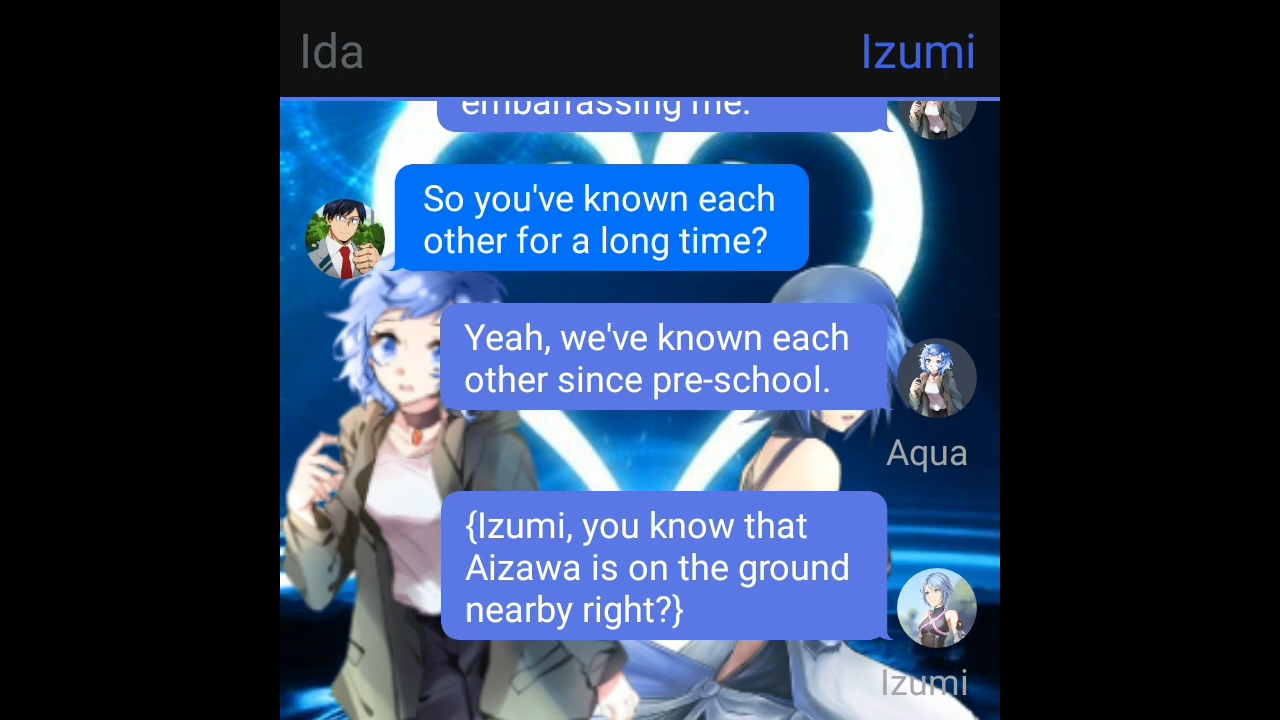 Ida
Izumi
embarrassing me.
So you've known each
other for a long time?
Yeah, we've known each
other since pre-school.
Aqua
{Izumi, you know that
Aizawa is on the ground
nearby right?}
Izumi